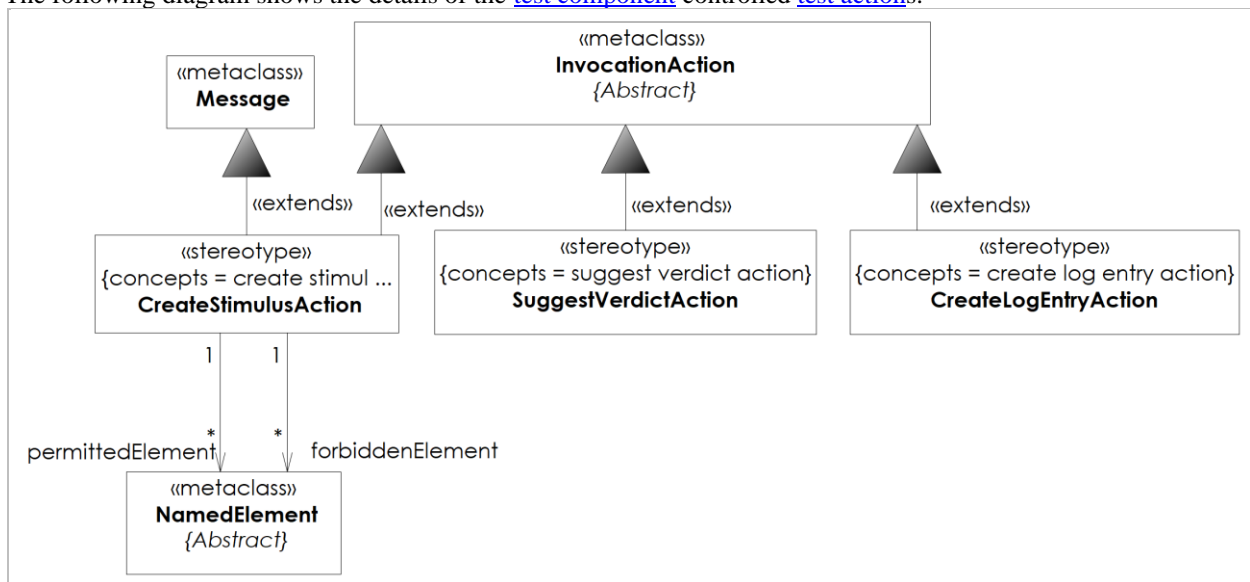 The following diagram shows the details of the test component controlled test actions:
«metaclass»
Message
«metaclass»
InvocationAction
{Abstract}
«extends»
«extends»
«extends»
«extends»
«stereotype»
{concepts = create stimul ...
CreateStimulusAction
«stereotype»
{concepts = suggest verdict action}
SuggestVerdictAction
«stereotype»
{concepts = create log entry action}
CreateLogEntryAction
1
1
*
*
permittedElement
forbiddenElement
«metaclass»
NamedElement
{Abstract}